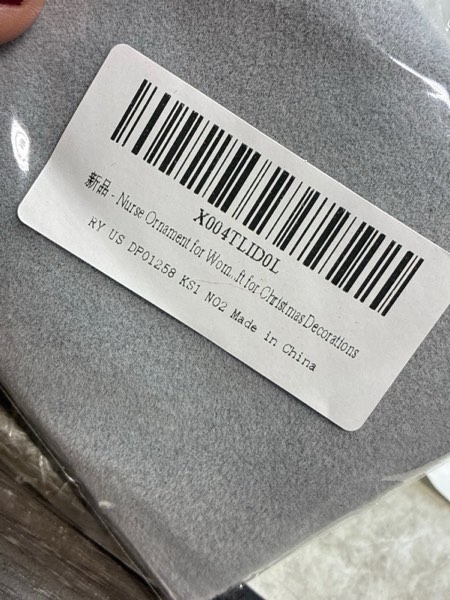 X004TLID0L
新品 - Nurse Ornament for Wom...ft for Christmas Decorations
RY US DP01258 KS1 NO2 Made in China